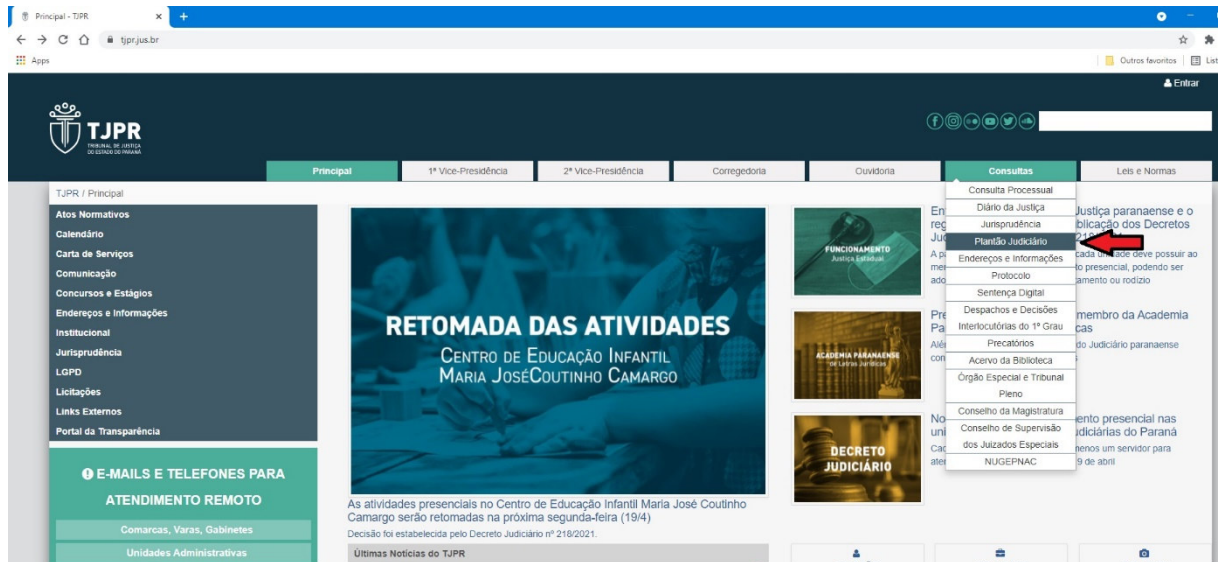 Principal - TJPR
tjpr.jus.br
Apps
Outros favoritos
List
Entrar
TJPR
TRIBUNAL DE JUSTIÇA
DO ESTADO DO PARANÁ
Principal
1ª Vice-Presidência
2ª Vice-Presidência
Corregedoria
Ouvidoria
Consultas
Leis e Normas
TJPR / Principal
Atos Normativos
Calendário
Carta de Serviços
Comunicação
Concursos e Estágios
Endereços e Informações
Institucional
Jurisprudência
LGPD
Licitações
Links Externos
Portal da Transparência
E-MAILS E TELEFONES PARA
ATENDIMENTO REMOTO
Comarcas, Varas, Gabinetes
Unidades Administrativas
RETOMADA DAS ATIVIDADES
CENTRO DE EDUCAÇÃO INFANTIL
MARIA JOSÉCOUTINHO CAMARGO
As atividades presenciais no Centro de Educação Infantil Maria José Coutinho
Camargo serão retomadas na próxima segunda-feira (19/4)
Decisão foi estabelecida pelo Decreto Judiciário nº 218/2021.
Últimas Notícias do TJPR
FUNCIONAMENTO
Justiça Estadual
ACADEMIA PARANAENSE
de Letras Jurídicas
DECRETO
JUDICIÁRIO
Consulta Processual
Diário da Justiça
Jurisprudência
Plantão Judiciário
Endereços e Informações
Protocolo
Sentença Digital
Despachos e Decisões
Interlocutórias do 1º Grau
Precatórios
Acervo da Biblioteca
Órgão Especial e Tribunal
Pleno
Conselho da Magistratura
Conselho de Supervisão
dos Juizados Especiais
NUGEPNAC
Justiça paranaense e o
blicação dos Decretos
cada unidade deve possuir ao
to presencial, podendo ser
amento ou rodízio
membro da Academia
cas
do Judiciário paranaense
ento presencial nas
udiciárias do Paraná
menos um servidor para
9 de abril